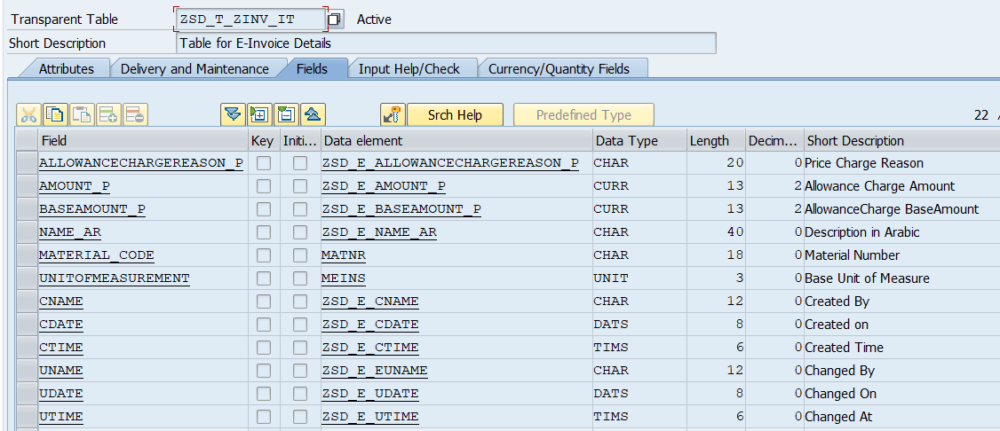 Transparent Table ZSD_T_ZINV_IT Active
Short Description Table for E-Invoice Details
Attributes Delivery and Maintenance Fields Input Help/Check Currency/Quantity Fields
Srch Help Predefined Type 22 /
Field Key Initi... Data element Data Type Length Decim... Short Description
ALLOWANCECHARGEREASON_P ZSD_E_ALLOWANCECHARGEREASON_P CHAR 20 0 Price Charge Reason
AMOUNT_P ZSD_E_AMOUNT_P CURR 13 2 Allowance Charge Amount
BASEAMOUNT_P ZSD_E_BASEAMOUNT_P CURR 13 2 AllowanceCharge BaseAmount
NAME_AR ZSD_E_NAME_AR CHAR 40 0 Description in Arabic
MATERIAL_CODE MATNR CHAR 18 0 Material Number
UNITOFMEASUREMENT MEINS UNIT 3 0 Base Unit of Measure
CNAME ZSD_E_CNAME CHAR 12 0 Created By
CDATE ZSD_E_CDATE DATS 8 0 Created on
CTIME ZSD_E_CTIME TIMS 6 0 Created Time
UNAME ZSD_E_EUNAME CHAR 12 0 Changed By
UDATE ZSD_E_UDATE DATS 8 0 Changed On
UTIME ZSD_E_UTIME TIMS 6 0 Changed At